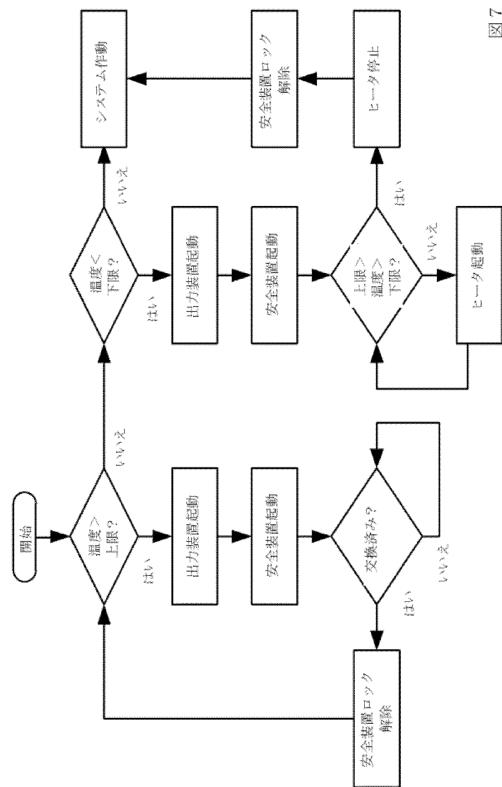 開始
温度>
上限?
いいえ
はい
出力装置起動
安全装置起動
交換済み?
いいえ
はい
安全装置ロック
解除
温度<
下限?
いいえ
はい
出力装置起動
安全装置起動
上限>
温度>
下限?
いいえ
はい
ヒータ起動
ヒータ停止
安全装置ロック
解除
システム作動
図7